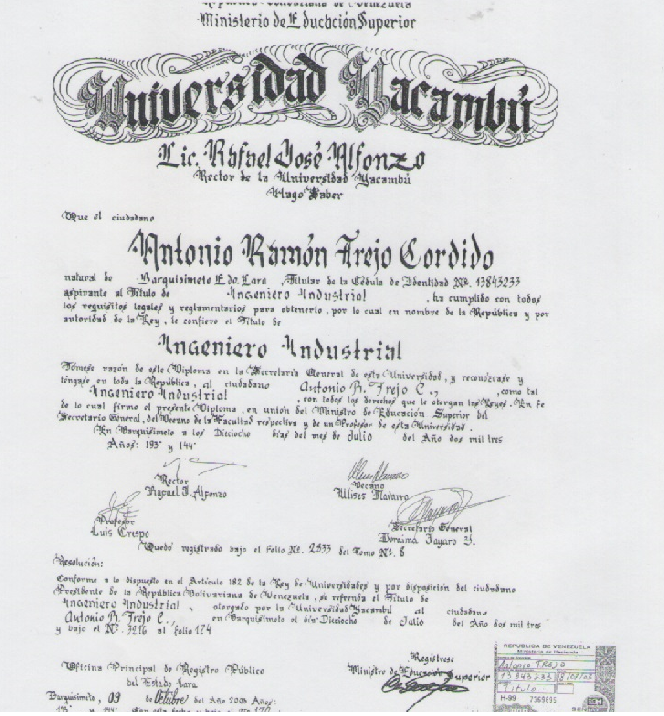 República Bolivariana de Venezuela
Ministerio de Educación Superior
Universidad Yacambú
Lic. Rafael José Alfonzo
Rector de la Universidad Yacambú
Hago Saber
Que el ciudadano
Antonio Ramón Trejo Cordido
natural de Barquisimeto Edo. Lara, Titular de la Cédula de Identidad Nº. 13843233
aspirante al Título de Ingeniero Industrial, ha cumplido con todos
los requisitos legales y reglamentarios para obtenerlo, por lo cual en nombre de la República y por
autoridad de la Ley, le confiere el Título de
Ingeniero Industrial
Tómese razón de este Diploma en la Secretaría General de esta Universidad, y reconózcase y
téngase en toda la República, al ciudadano Antonio R. Trejo C., como tal
Ingeniero Industrial, con todos los derechos que le otorgan las Leyes. En fe
de lo cual firmo el presente Diploma, en unión del Ministro de Educación Superior del
Secretario General, del Decano de la Facultad respectiva y de un Profesor de esta Universidad.
En Barquisimeto a los Dieciocho días del mes de Julio del Año dos mil tres
Años: 193° y 144°
Rector
Rafael J. Alfonzo
Decano
Ulises
Profesor
Luis Crespo
Secretario General
Quedó registrado bajo el Folio Nº. 2533 del Tomo Nº. 6
Resolución:
Conforme a lo dispuesto en el Artículo 182 de la Ley de Universidades y por disposición del ciudadano
Presidente de la República Bolivariana de Venezuela, se refrenda el Título de
Ingeniero Industrial, otorgado por la Universidad Yacambú al ciudadano
Antonio R. Trejo C., en Barquisimeto el día Dieciocho de Julio del Año dos mil tres
y bajo el Nº. 3216 al folio 174
Regístrese:
Oficina Principal de Registro Público
del Estado Lara
Ministro de Educación Superior
Barquisimeto, 03 de Octubre del Año 2003 Años:
REPUBLICA DE VENEZUELA
Antonio Trejo
13843233
Titulo
H-99 7369895